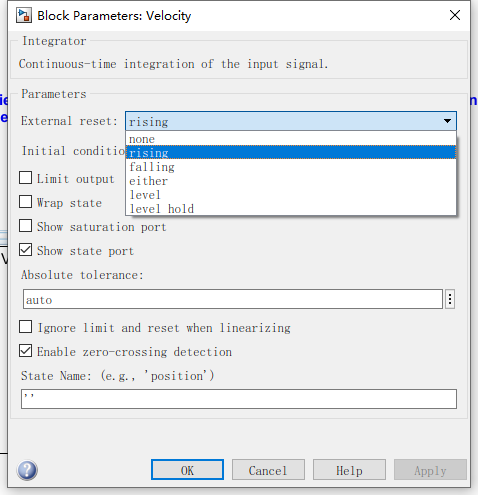 Block Parameters: Velocity
Integrator
Continuous-time integration of the input signal.
Parameters
External reset: rising
none
Initial conditio
rising
falling
Limit output
either
level
Wrap state
level hold
Show saturation port
Show state port
Absolute tolerance:
auto
Ignore limit and reset when linearizing
Enable zero-crossing detection
State Name: (e.g., 'position')
''
OK Cancel Help Apply